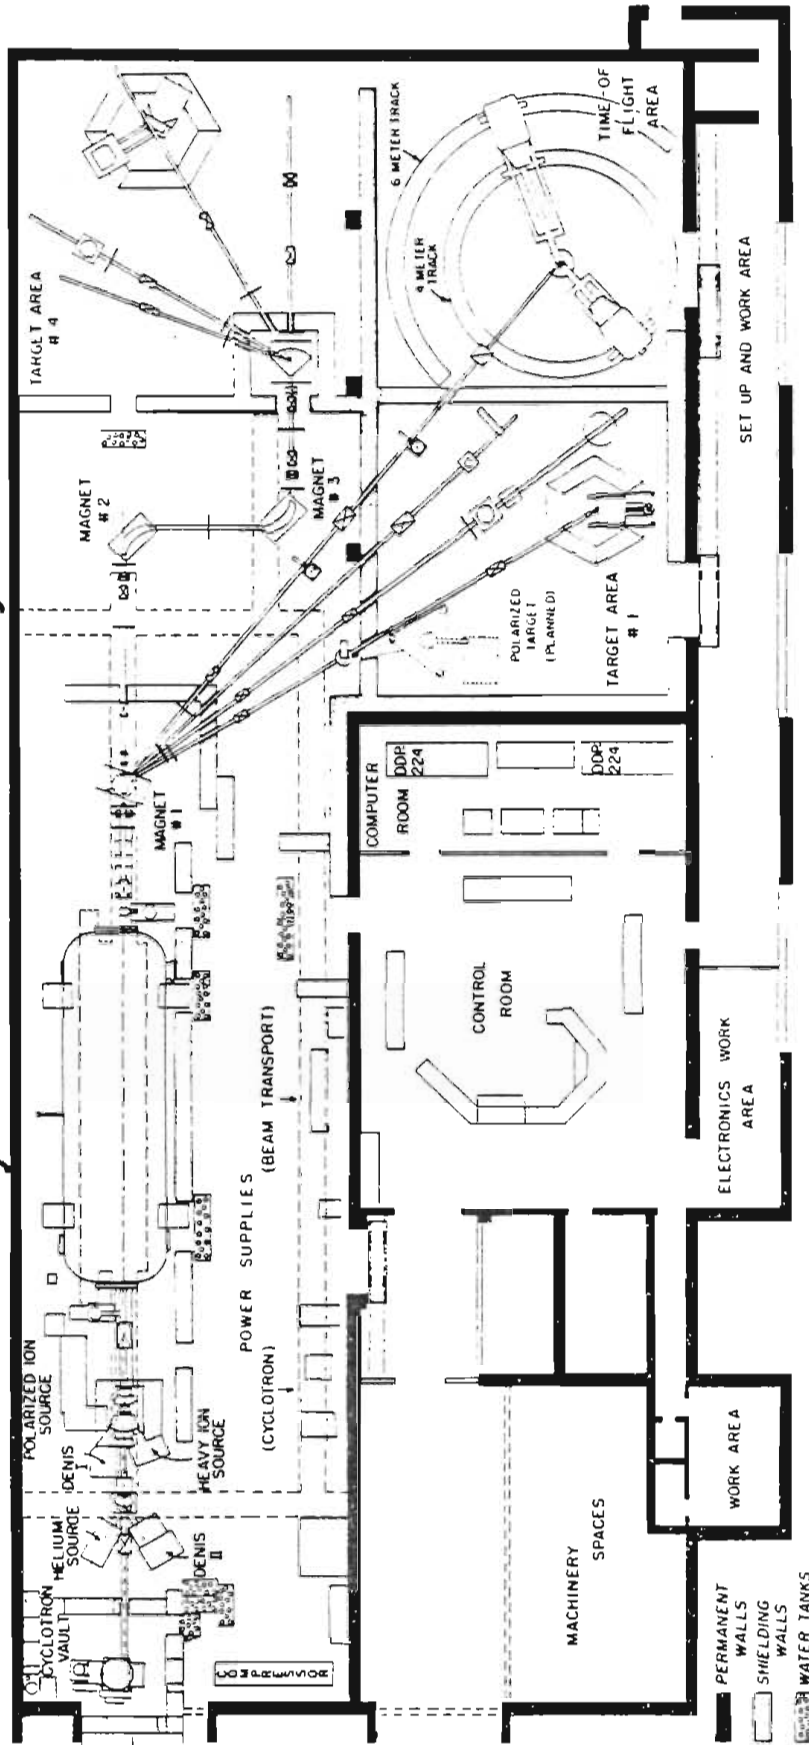 TARGET AREA
# 4
6 METER TRACK
4 METER
TRACK
TIME-OF
FLIGHT
AREA
SET UP AND WORK AREA
MAGNET
# 2
MAGNET
# 3
POLARIZED
TARGET
(PLANNED)
TARGET AREA
# 1
MAGNET
# 1
COMPUTER
ROOM
DDP.
224
DDP.
224
CONTROL
ROOM
ELECTRONICS WORK
AREA
POWER SUPPLIES
(BEAM TRANSPORT)
(CYCLOTRON)
POLARIZED ION
SOURCE
DENIS
I
HEAVY ION
SOURCE
HELIUM
SOURCE
DENIS
II
CYCLOTRON
VAULT
COMPRESSOR
MACHINERY
SPACES
WORK AREA
PERMANENT
WALLS
SHIELDING
WALLS
WATER TANKS